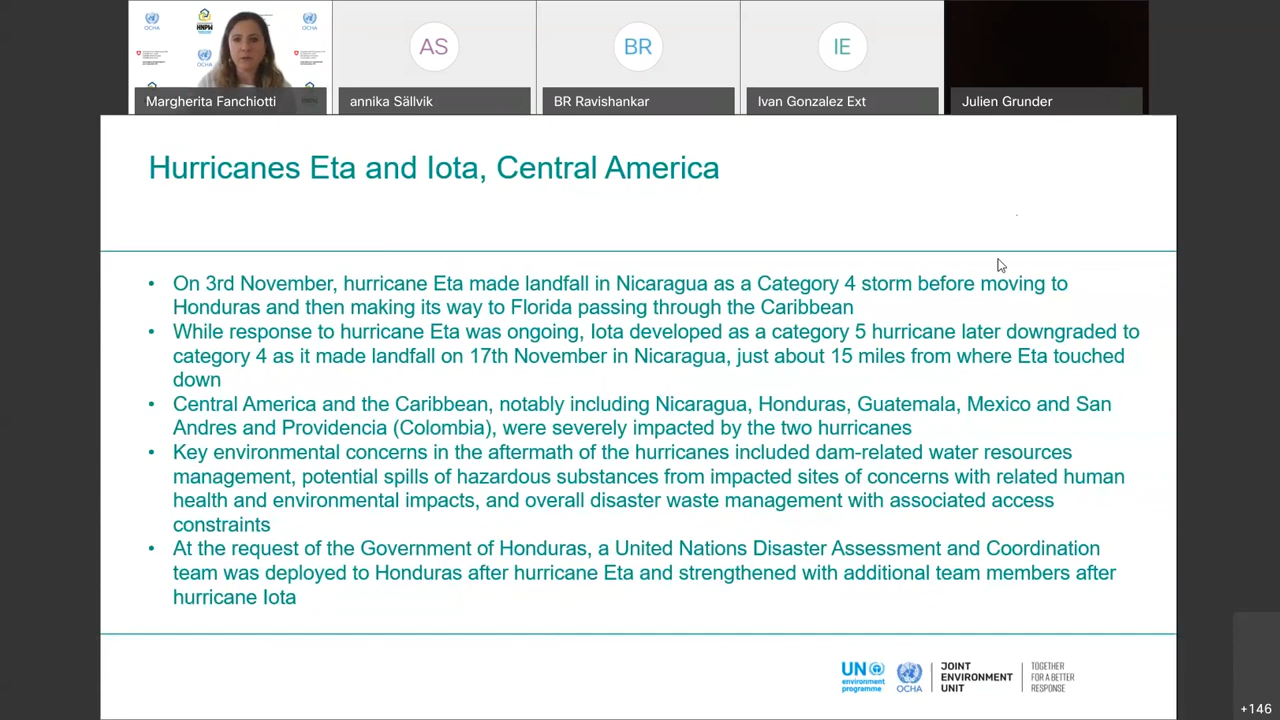 OCHA
HNPW
OCHA
OCHA
AS
BR
IE
Margherita Fanchiotti
annika Sällvik
BR Ravishankar
Ivan Gonzalez Ext
Julien Grunder
Hurricanes Eta and Iota, Central America
• On 3rd November, hurricane Eta made landfall in Nicaragua as a Category 4 storm before moving to
Honduras and then making its way to Florida passing through the Caribbean
• While response to hurricane Eta was ongoing, Iota developed as a category 5 hurricane later downgraded to
category 4 as it made landfall on 17th November in Nicaragua, just about 15 miles from where Eta touched
down
• Central America and the Caribbean, notably including Nicaragua, Honduras, Guatemala, Mexico and San
Andres and Providencia (Colombia), were severely impacted by the two hurricanes
• Key environmental concerns in the aftermath of the hurricanes included dam-related water resources
management, potential spills of hazardous substances from impacted sites of concerns with related human
health and environmental impacts, and overall disaster waste management with associated access
constraints
• At the request of the Government of Honduras, a United Nations Disaster Assessment and Coordination
team was deployed to Honduras after hurricane Eta and strengthened with additional team members after
hurricane Iota
UN
environment
programme
OCHA
JOINT
ENVIRONMENT
UNIT
TOGETHER
FOR A BETTER
RESPONSE
+146